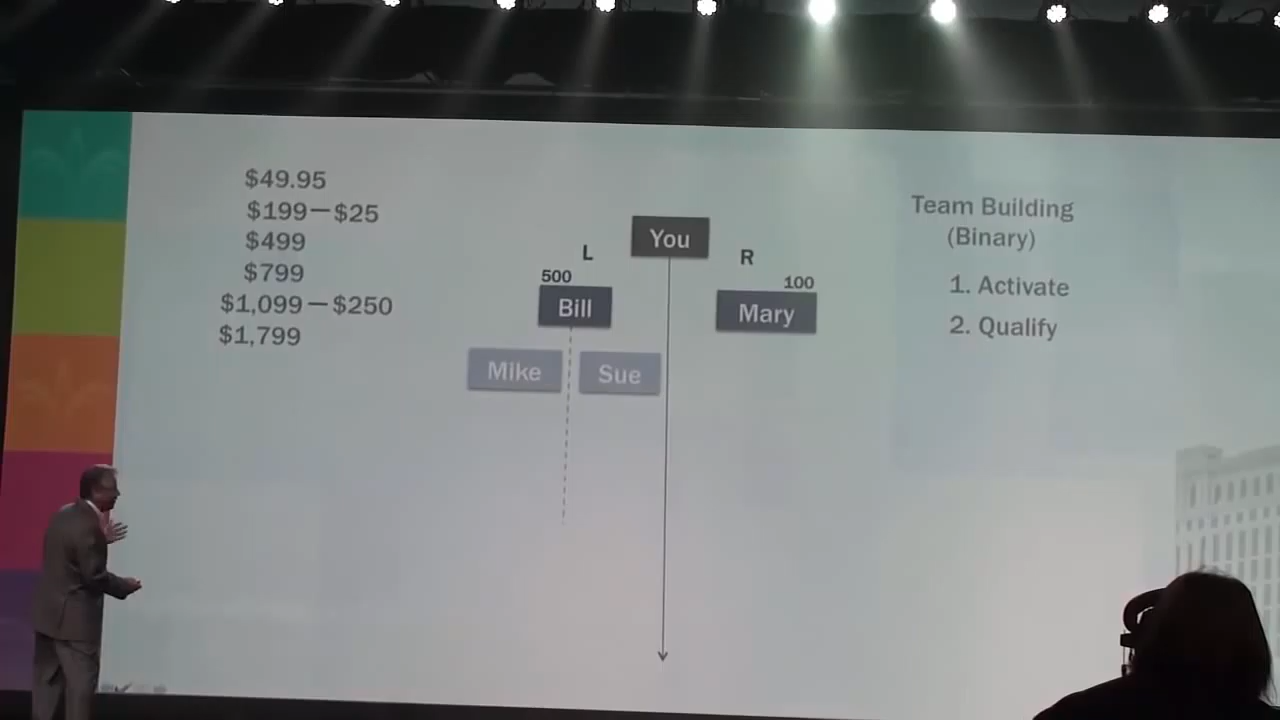 $49.95
$199—$25
$499
$799
$1,099—$250
$1,799
You
L
R
500
100
Bill
Mary
Mike
Sue
Team Building
(Binary)
1. Activate
2. Qualify